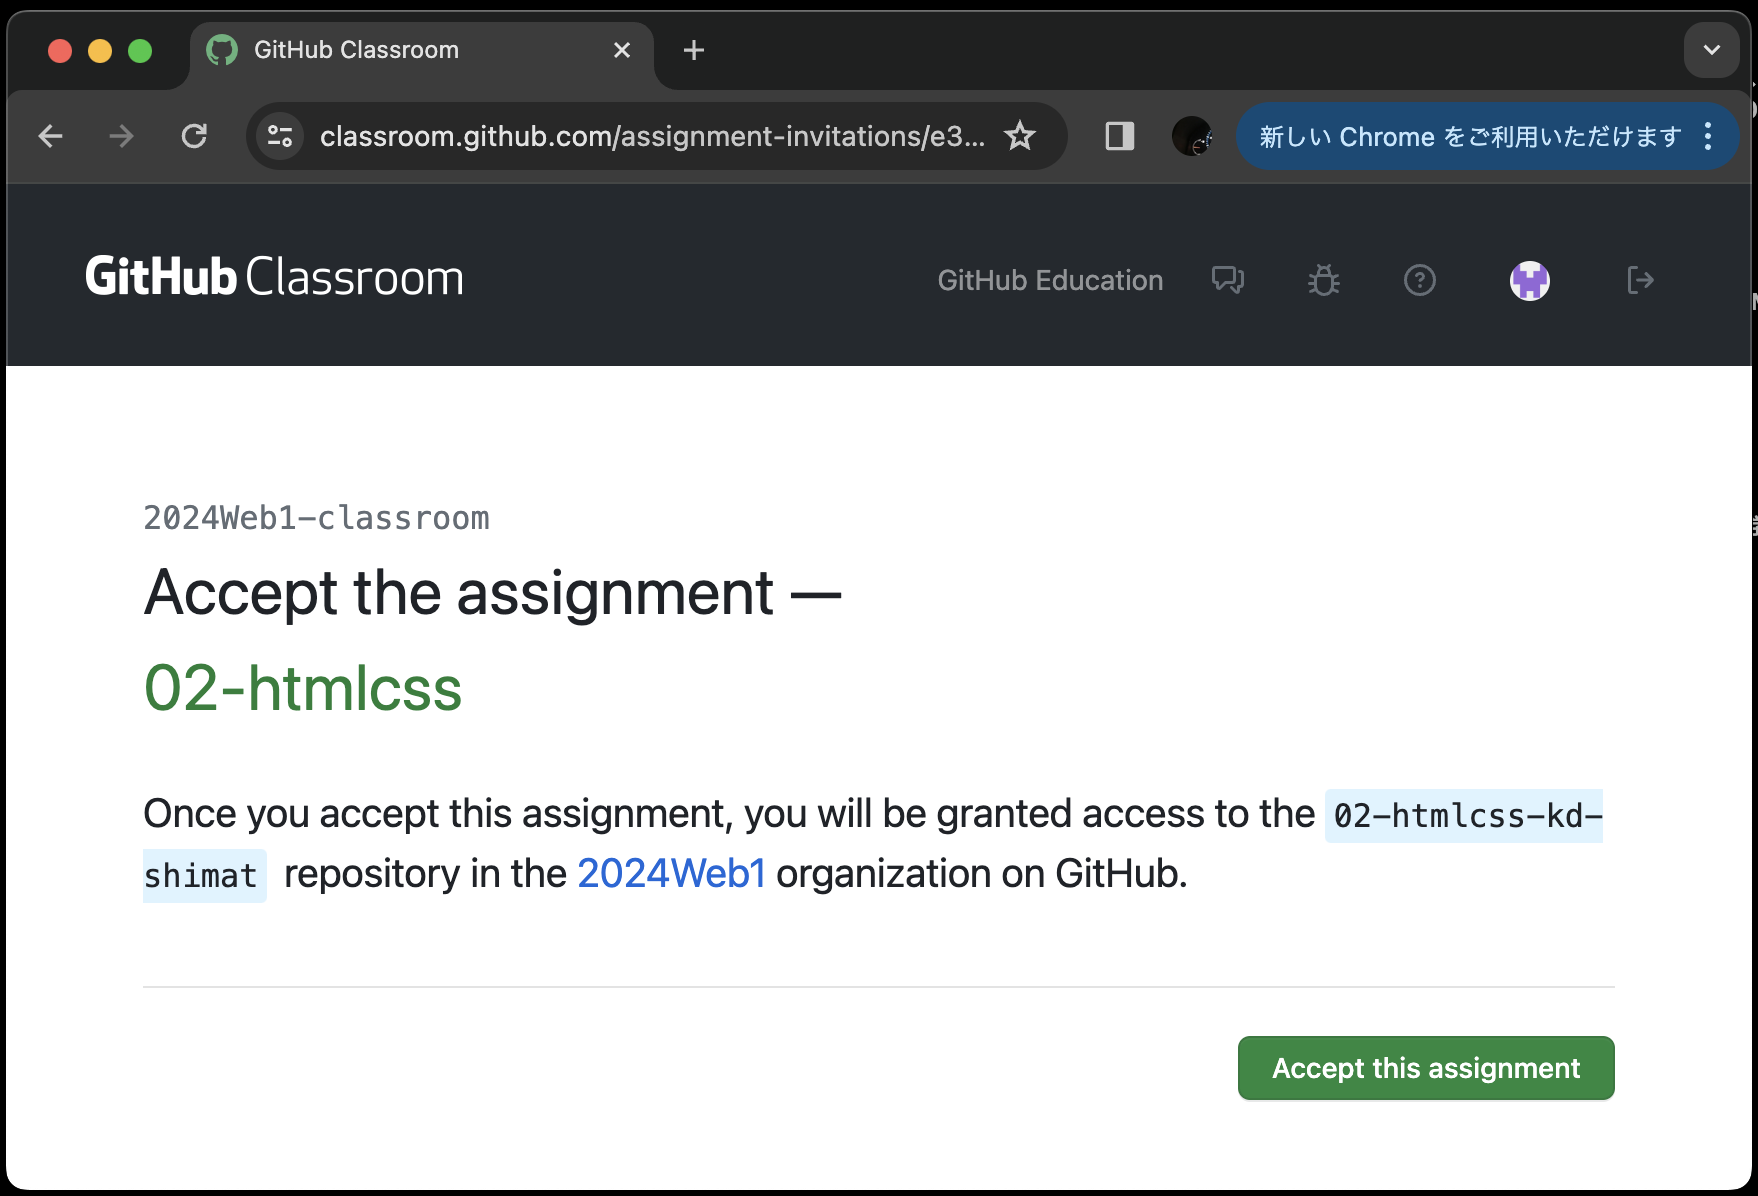 GitHub Classroom
classroom.github.com/assignment-invitations/e3...
新しい Chrome をご利用いただけます
GitHub Classroom
GitHub Education
2024Web1-classroom
Accept the assignment —
02-htmlcss
Once you accept this assignment, you will be granted access to the 02-htmlcss-kd-
shimat repository in the 2024Web1 organization on GitHub.
Accept this assignment